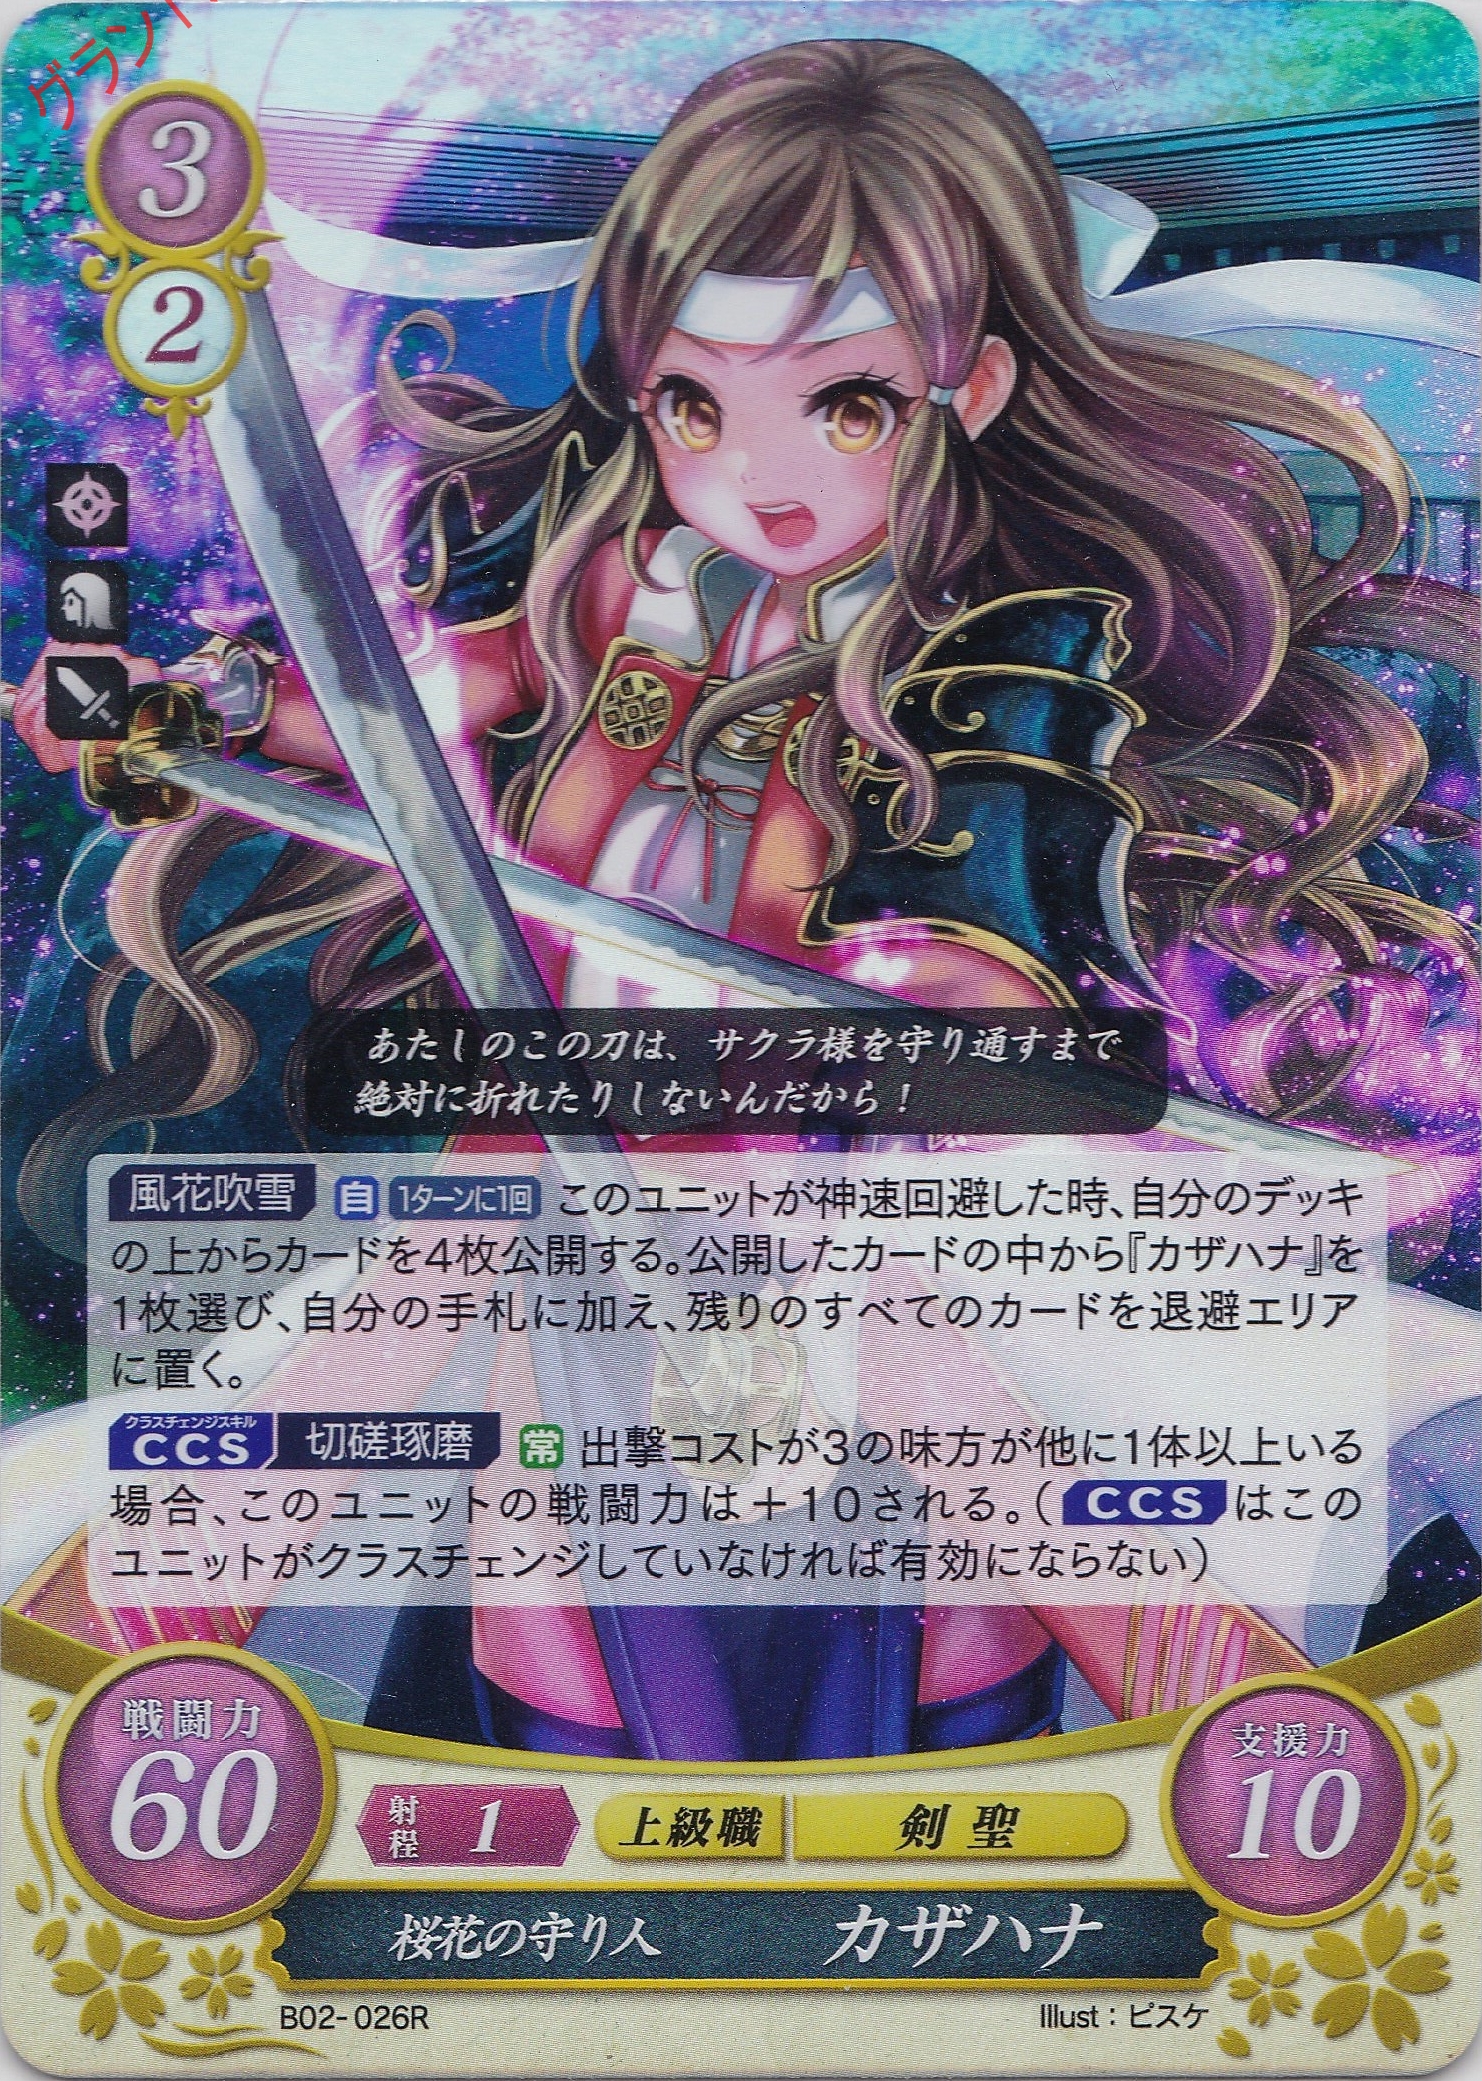 グラン
3
2
あたしのこの刀は、サクラ様を守り通すまで
絶対に折れたりしないんだから！
風花吹雪 自 1ターンに1回 このユニットが神速回避した時、自分のデッキ
の上からカードを4枚公開する。公開したカードの中から『カザハナ』を
1枚選び、自分の手札に加え、残りのすべてのカードを退避エリア
に置く。
クラスチェンジスキル
CCS 切磋琢磨 常 出撃コストが3の味方が他に1体以上いる
場合、このユニットの戦闘力は＋10される。（CCSはこの
ユニットがクラスチェンジしていなければ有効にならない）
戦闘力
60
射程 1
上級職
剣聖
支援力
10
桜花の守り人 カザハナ
B02-026R
Illust：ピスケ